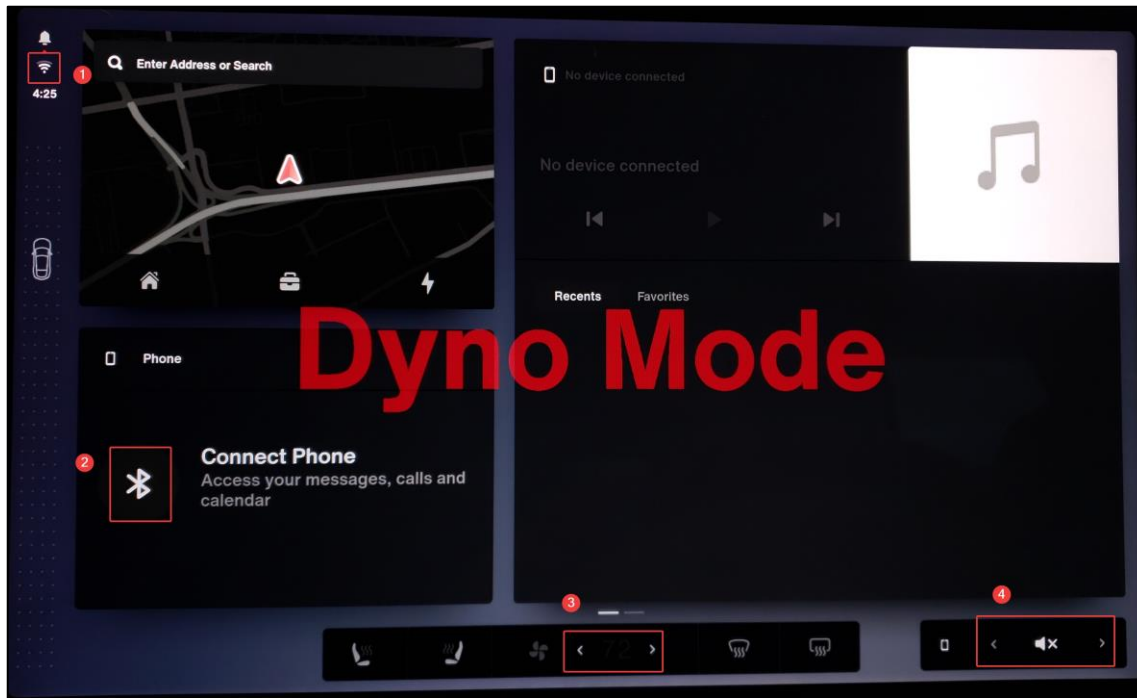 1
4:25
Enter Address or Search
No device connected
No device connected
Recents Favorites
Dyno Mode
Phone
2
Connect Phone
Access your messages, calls and
calendar
3
4
72